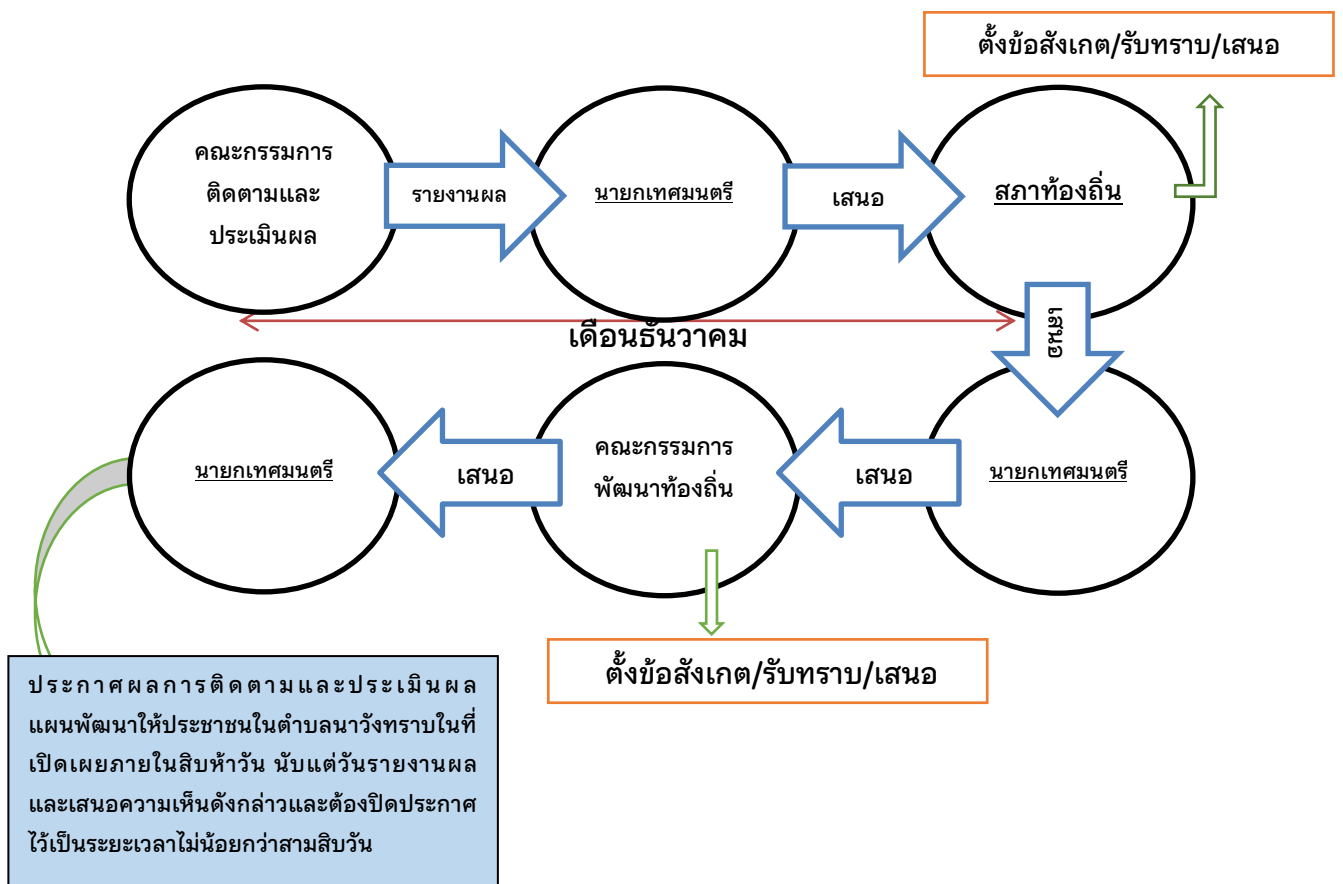 ตั้งข้อสังเกต/รับทราบ/เสนอ
คณะกรรมการ
ติดตามและ
ประเมินผล
รายงานผล
นายกเทศมนตรี
เสนอ
สภาท้องถิ่น
เสนอ
เดือนธันวาคม
นายกเทศมนตรี
เสนอ
คณะกรรมการ
พัฒนาท้องถิ่น
เสนอ
นายกเทศมนตรี
ตั้งข้อสังเกต/รับทราบ/เสนอ
ประกาศผลการติดตามและประเมินผล
แผนพัฒนาให้ประชาชนในตำบลนาวังทราบในที่
เปิดเผยภายในสิบห้าวัน นับแต่วันรายงานผล
และเสนอความเห็นดังกล่าวและต้องปิดประกาศ
ไว้เป็นระยะเวลาไม่น้อยกว่าสามสิบวัน